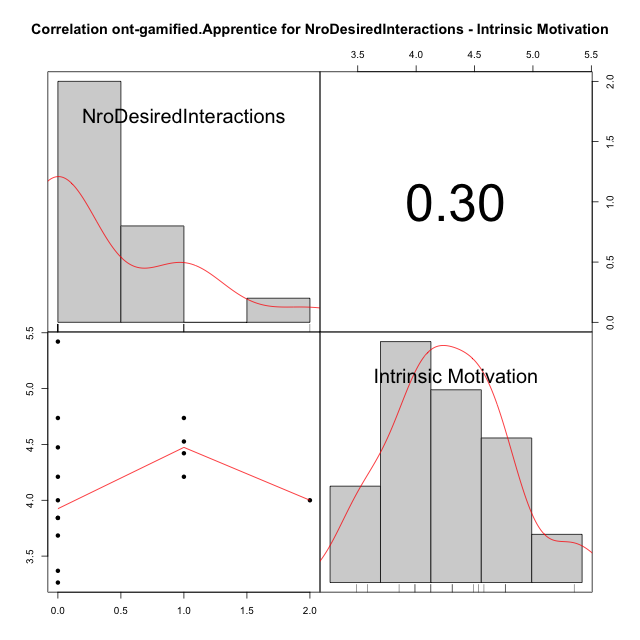 Correlation ont-gamified.Apprentice for NroDesiredInteractions - Intrinsic Motivation
3.5 4.0 4.5 5.0 5.5
NroDesiredInteractions
0.30
2.0
1.5
1.0
0.5
0.0
5.5
5.0
4.5
4.0
3.5
Intrinsic Motivation
0.0 0.5 1.0 1.5 2.0